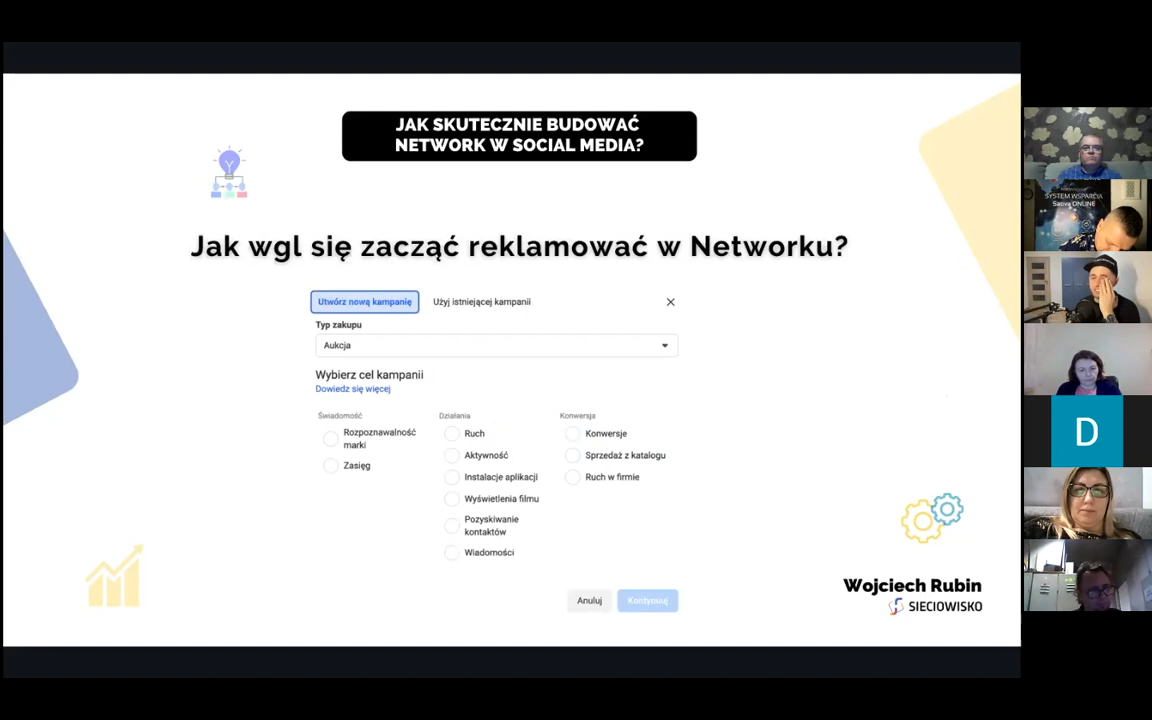 JAK SKUTECZNIE BUDOWAĆ
NETWORK W SOCIAL MEDIA?
Jak wgl się zacząć reklamować w Networku?
Utwórz nową kampanię
Użyj istniejącej kampanii
Typ zakupu
Aukcja
Wybierz cel kampanii
Dowiedz się więcej
Świadomość
Rozpoznawalność
marki
Zasięg
Działania
Ruch
Aktywność
Instalacje aplikacji
Wyświetlenia filmu
Pozyskiwanie
kontaktów
Wiadomości
Konwersja
Konwersje
Sprzedaż z katalogu
Ruch w firmie
Anuluj
Kontynuuj
Wojciech Rubin
SIECIOWISKO
SYSTEM WSPARCIA
D